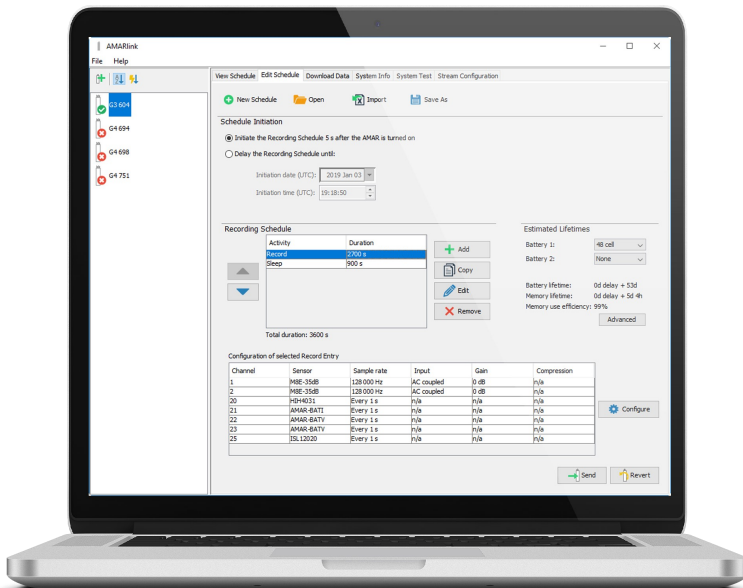 AMARlink
File Help
G3 604
G4 694
G4 698
G4 751
View Schedule Edit Schedule Download Data System Info System Test Stream Configuration
New Schedule Open Import Save As
Schedule Initiation
Initiate the Recording Schedule 5 s after the AMAR is turned on
Delay the Recording Schedule until:
Initiation date (UTC): 2019 Jan 03
Initiation time (UTC): 19:18:50
Recording Schedule
Activity Duration
Record 2700 s
Sleep 900 s
Total duration: 3600 s
Add
Copy
Edit
Remove
Estimated Lifetimes
Battery 1: 48 cell
Battery 2: None
Battery lifetime: 0d delay + 53d
Memory lifetime: 0d delay + 5d 4h
Memory use efficiency: 99%
Advanced
Configuration of selected Record Entry
Channel Sensor Sample rate Input Gain Compression
1 M8E-35dB 128 000 Hz AC coupled 0 dB n/a
2 M8E-35dB 128 000 Hz AC coupled 0 dB n/a
20 HIH4031 Every 1 s n/a n/a n/a
21 AMAR-BATI Every 1 s n/a n/a n/a
22 AMAR-BATV Every 1 s n/a n/a n/a
23 AMAR-BATV Every 1 s n/a n/a n/a
25 ISL12020 Every 1 s n/a n/a n/a
Configure
Send Revert